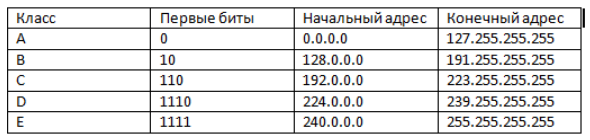 Класс Первые биты Начальный адрес Конечный адрес
A 0 0.0.0.0 127.255.255.255
B 10 128.0.0.0 191.255.255.255
C 110 192.0.0.0 223.255.255.255
D 1110 224.0.0.0 239.255.255.255
E 1111 240.0.0.0 255.255.255.255